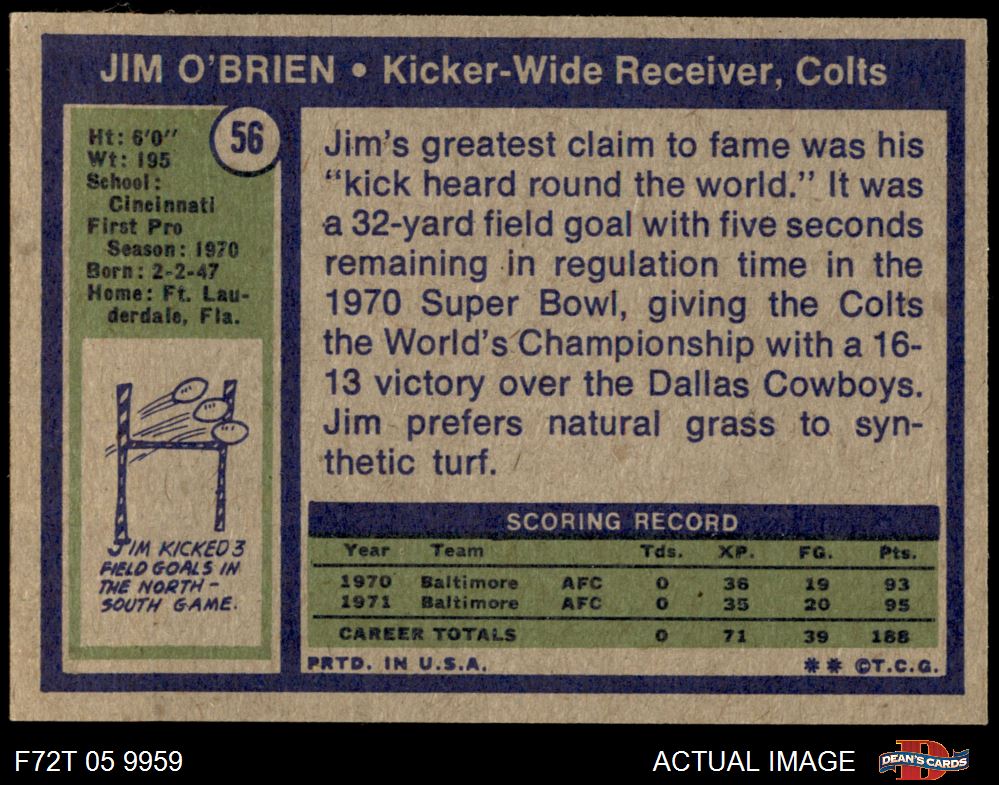 JIM O'BRIEN • Kicker-Wide Receiver, Colts
56
Ht: 6'0"
Wt: 195
School:
Cincinnati
First Pro
Season: 1970
Born: 2-2-47
Home: Ft. Lau-
derdale, Fla.
JIM KICKED 3
FIELD GOALS IN
THE NORTH-
SOUTH GAME.
Jim's greatest claim to fame was his
"kick heard round the world." It was
a 32-yard field goal with five seconds
remaining in regulation time in the
1970 Super Bowl, giving the Colts
the World's Championship with a 16-
13 victory over the Dallas Cowboys.
Jim prefers natural grass to syn-
thetic turf.
SCORING RECORD
Year Team Tds. XP. FG. Pts.
1970 Baltimore AFC 0 36 19 93
1971 Baltimore AFC 0 35 20 95
CAREER TOTALS 0 71 39 188
PRTD. IN U.S.A. ** ©T.C.G.
F72T 05 9959 ACTUAL IMAGE DEAN'S CARDS